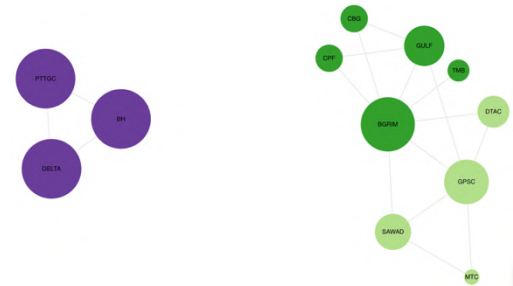 CBG
GULF
CPF
TMB
PTTGC
DTAC
BH
BGRIM
DELTA
GPSC
SAWAD
MTC